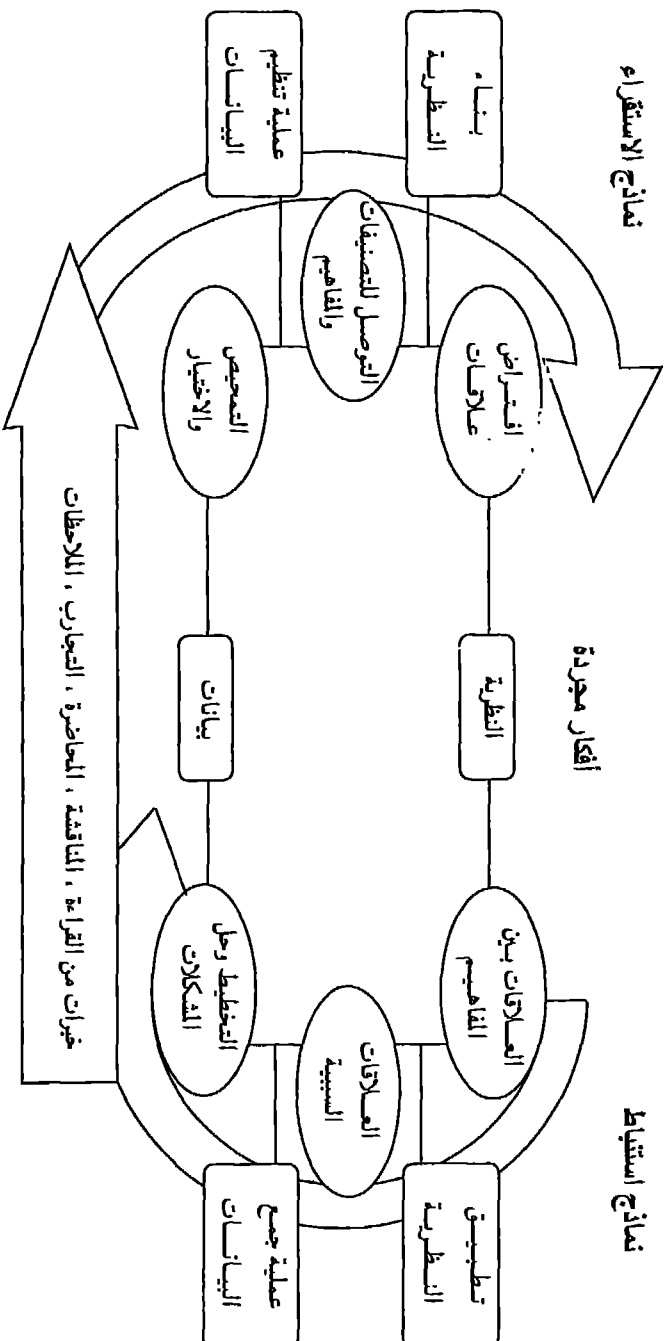 نماذج استنباط
أفكار مجردة
نماذج الاستقراء
تطبيق
النظرية
العلاقات بين
المفاهيم
النظرية
افتراض
علاقات
بناء
النظرية
العلاقات
السببية
التوصل للتصنيفات
والمفاهيم
عملية جمع
البيانات
التخطيط وحل
المشكلات
بيانات
التمحيص
والاختيار
عملية تنظيم
البيانات
خبرات من القراءة ، المناقشة ، المحاضرة ، التجارب ، الملاحظات